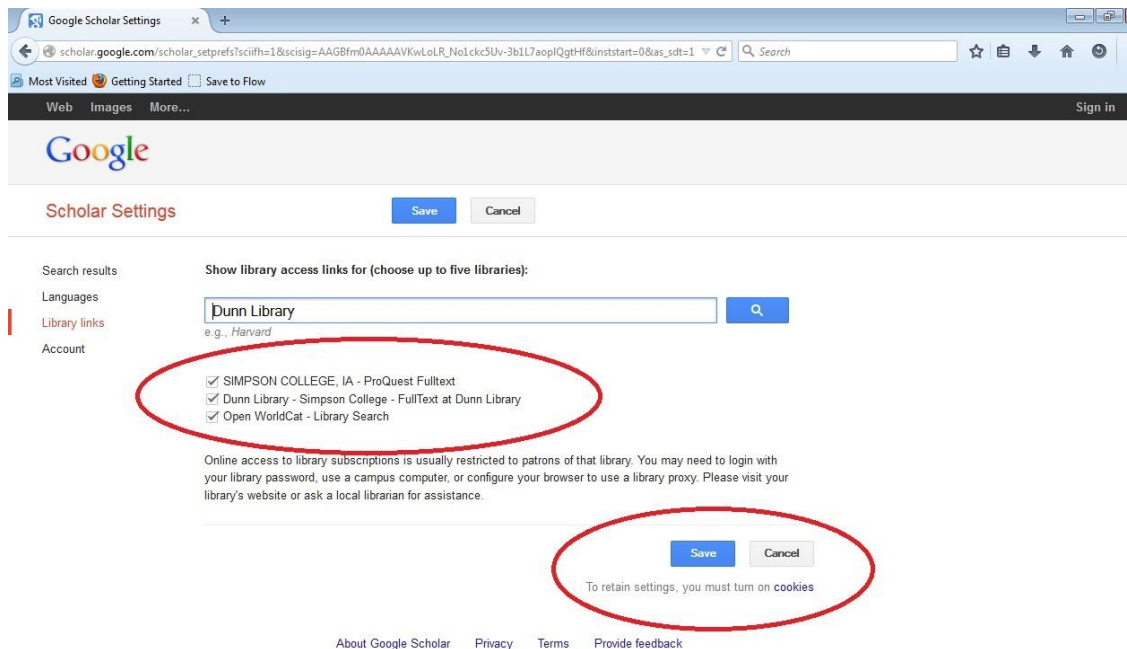 Google Scholar Settings
scholar.google.com/scholar_setprefs?sciifh=1&scisig=AAGBfm0AAAAAVKwLoLR_No1ckc5Uv-3b1L7aopIQgtHf&inststart=0&as_sdt=1
Search
Most Visited Getting Started Save to Flow
Web Images More... Sign in
Google
Scholar Settings Save Cancel
Search results
Languages
Library links
Account
Show library access links for (choose up to five libraries):
Dunn Library
e.g., Harvard
SIMPSON COLLEGE, IA - ProQuest Fulltext
Dunn Library - Simpson College - FullText at Dunn Library
Open WorldCat - Library Search
Online access to library subscriptions is usually restricted to patrons of that library. You may need to login with
your library password, use a campus computer, or configure your browser to use a library proxy. Please visit your
library's website or ask a local librarian for assistance.
Save Cancel
To retain settings, you must turn on cookies
About Google Scholar Privacy Terms Provide feedback